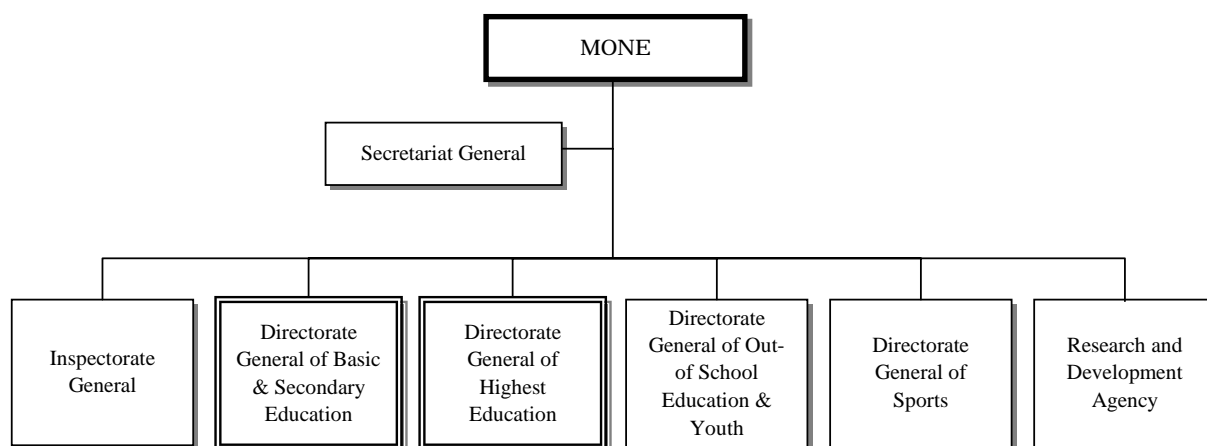 MONE
Secretariat General
Inspectorate
General
Directorate
General of Basic
& Secondary
Education
Directorate
General of
Highest
Education
Directorate
General of Out-
of School
Education &
Youth
Directorate
General of
Sports
Research and
Development
Agency